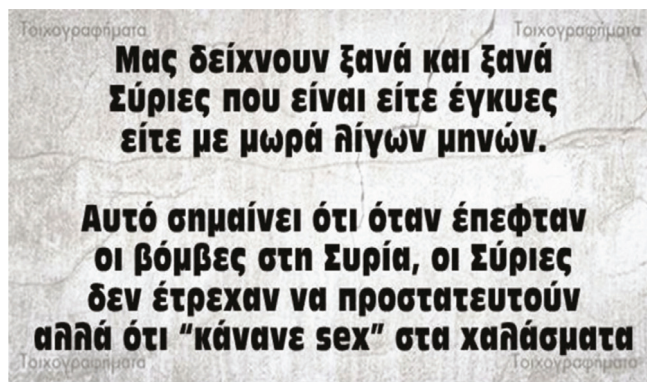 Τοιχογραφήματα Τοιχογραφήματα
Μας δείχνουν ξανά και ξανά
Σύριες που είναι είτε έγκυες
είτε με μωρά λίγων μηνών.
Αυτό σημαίνει ότι όταν έπεφταν
οι βόμβες στη Συρία, οι Σύριες
δεν έτρεχαν να προστατευτούν
αλλά ότι “κάνανε sex” στα χαλάσματα
Τοιχογραφήματα Τοιχογραφήματα